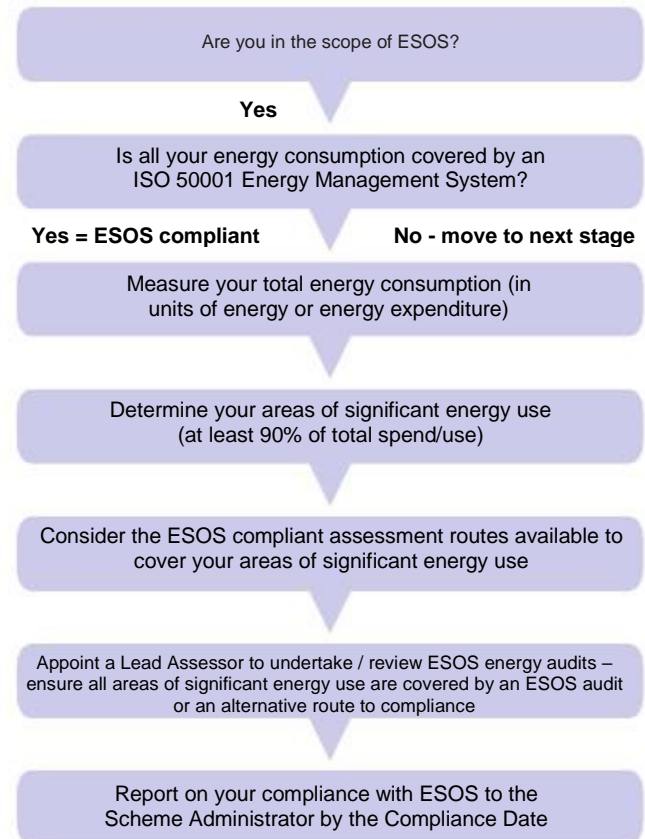 Are you in the scope of ESOS?
Yes
Is all your energy consumption covered by an
ISO 50001 Energy Management System?
Yes = ESOS compliant
No - move to next stage
Measure your total energy consumption (in
units of energy or energy expenditure)
Determine your areas of significant energy use
(at least 90% of total spend/use)
Consider the ESOS compliant assessment routes available to
cover your areas of significant energy use
Appoint a Lead Assessor to undertake / review ESOS energy audits –
ensure all areas of significant energy use are covered by an ESOS audit
or an alternative route to compliance
Report on your compliance with ESOS to the
Scheme Administrator by the Compliance Date